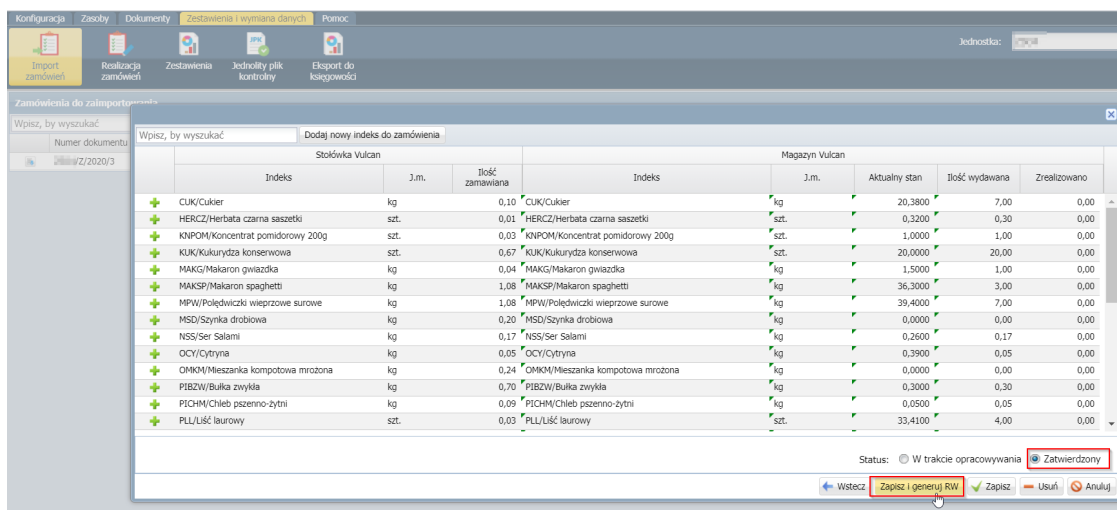 Konfiguracja Zasoby Dokumenty Zestawienia i wymiana danych Pomoc
Import zamówień Realizacja zamówień Zestawienia Jednolity plik kontrolny Eksport do księgowości Jednostka:
JPK
Zamówienia do zaimportowania
Wpisz, by wyszukać
Numer dokumentu
/Z/2020/3
Wpisz, by wyszukać Dodaj nowy indeks do zamówienia
Stołówka Vulcan Magazyn Vulcan
Indeks J.m. Ilość zamawiana Indeks J.m. Aktualny stan Ilość wydawana Zrealizowano
CUK/Cukier kg 0,10 CUK/Cukier kg 20,3800 7,00 0,00
HERCZ/Herbata czarna saszetki szt. 0,01 HERCZ/Herbata czarna saszetki szt. 0,3200 0,30 0,00
KNPOM/Koncentrat pomidorowy 200g szt. 0,03 KNPOM/Koncentrat pomidorowy 200g szt. 1,0000 1,00 0,00
KUK/Kukurydza konserwowa szt. 0,67 KUK/Kukurydza konserwowa szt. 20,0000 20,00 0,00
MAKG/Makaron gwiazdka kg 0,04 MAKG/Makaron gwiazdka kg 1,5000 1,00 0,00
MAKSP/Makaron spaghetti kg 1,08 MAKSP/Makaron spaghetti kg 36,3000 3,00 0,00
MPW/Polędwiczki wieprzowe surowe kg 1,08 MPW/Polędwiczki wieprzowe surowe kg 39,4000 7,00 0,00
MSD/Szynka drobiowa kg 0,20 MSD/Szynka drobiowa kg 0,0000 0,00 0,00
NSS/Ser Salami kg 0,17 NSS/Ser Salami kg 0,2600 0,17 0,00
OCY/Cytryna kg 0,05 OCY/Cytryna kg 0,3900 0,05 0,00
OMKM/Mieszanka kompotowa mrożona kg 0,24 OMKM/Mieszanka kompotowa mrożona kg 0,0000 0,00 0,00
PIBZW/Bułka zwykła kg 0,70 PIBZW/Bułka zwykła kg 0,3000 0,30 0,00
PICHM/Chleb pszenno-żytni kg 0,09 PICHM/Chleb pszenno-żytni kg 0,0500 0,05 0,00
PLL/Liść laurowy szt. 0,03 PLL/Liść laurowy szt. 33,4100 4,00 0,00
Status: W trakcie opracowywania Zatwierdzony
Wstecz Zapisz i generuj RW Zapisz Usuń Anuluj